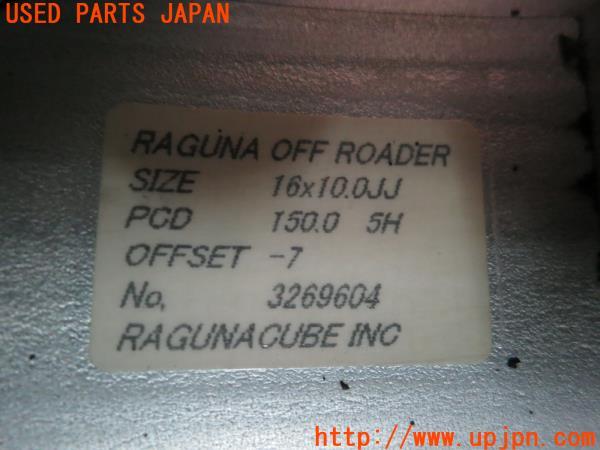 USED PARTS JAPAN
RAGUNA OFF ROADER
SIZE 16x10.0JJ
PCD 150.0 5H
OFFSET -7
No, 3269604
RAGUNACUBE INC
http://www.upjpn.com